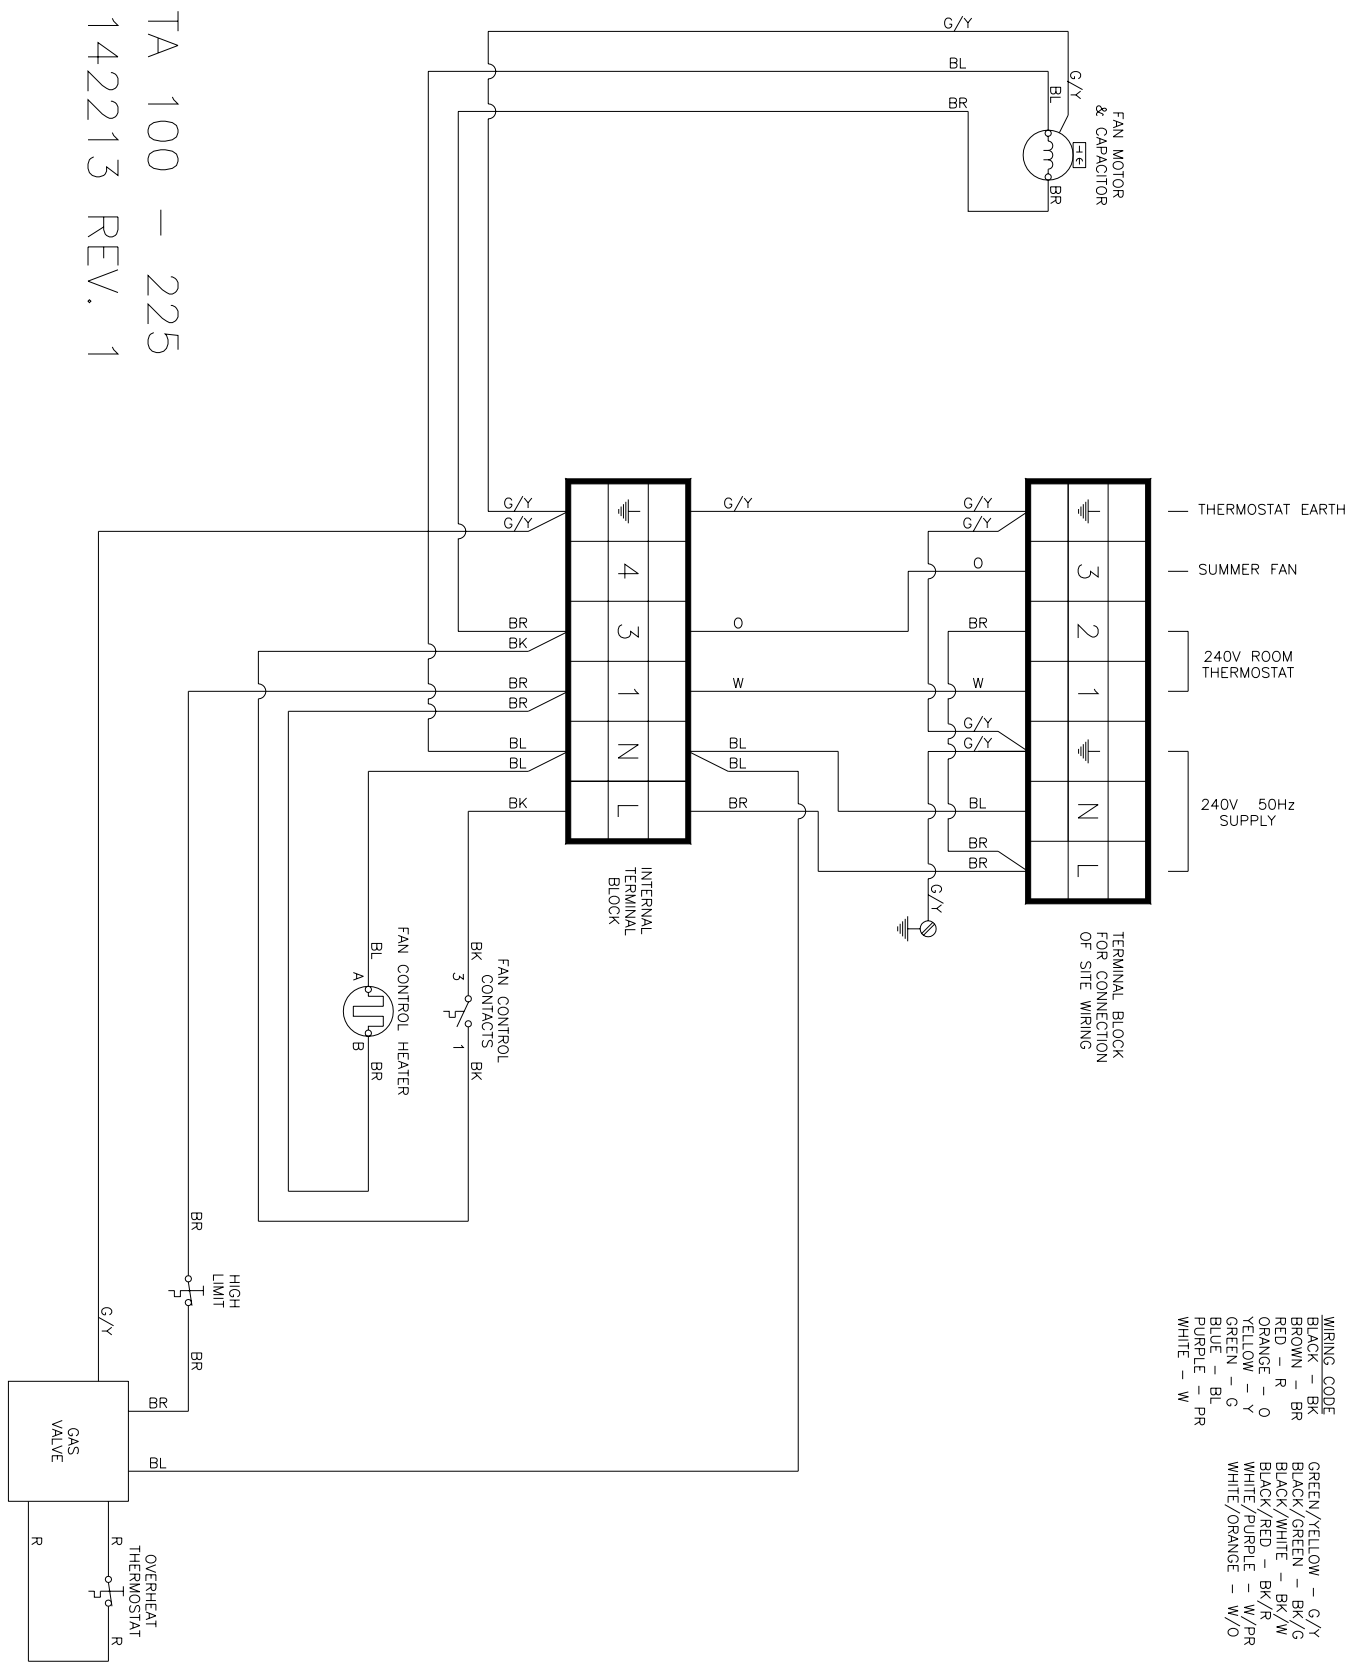 TA 100 - 225
142213 REV. 1
G/Y
BL
BR
G/Y
BL
BR
FAN MOTOR
& CAPACITOR
G/Y
G/Y
BR
BK
BR
BR
BL
BL
BK
4
3
1
N
L
INTERNAL
TERMINAL
BLOCK
G/Y
O
W
BL
BL
BR
G/Y
G/Y
O
BR
W
G/Y
G/Y
BL
BR
BR
G/Y
3
2
1
N
L
TERMINAL BLOCK
FOR CONNECTION
OF SITE WIRING
THERMOSTAT EARTH
SUMMER FAN
240V ROOM
THERMOSTAT
240V 50Hz
SUPPLY
FAN CONTROL
CONTACTS
BK
3
1
BK
FAN CONTROL HEATER
BL
A
B
BR
BR
HIGH
LIMIT
BR
G/Y
BR
BL
GAS
VALVE
R
R
OVERHEAT
THERMOSTAT
R
WIRING CODE
BLACK - BK
BROWN - BR
RED - R
ORANGE - O
YELLOW - Y
GREEN - G
BLUE - BL
PURPLE - PR
WHITE - W
GREEN/YELLOW - G/Y
BLACK/GREEN - BK/G
BLACK/WHITE - BK/W
BLACK/RED - BK/R
WHITE/PURPLE - W/PR
WHITE/ORANGE - W/O